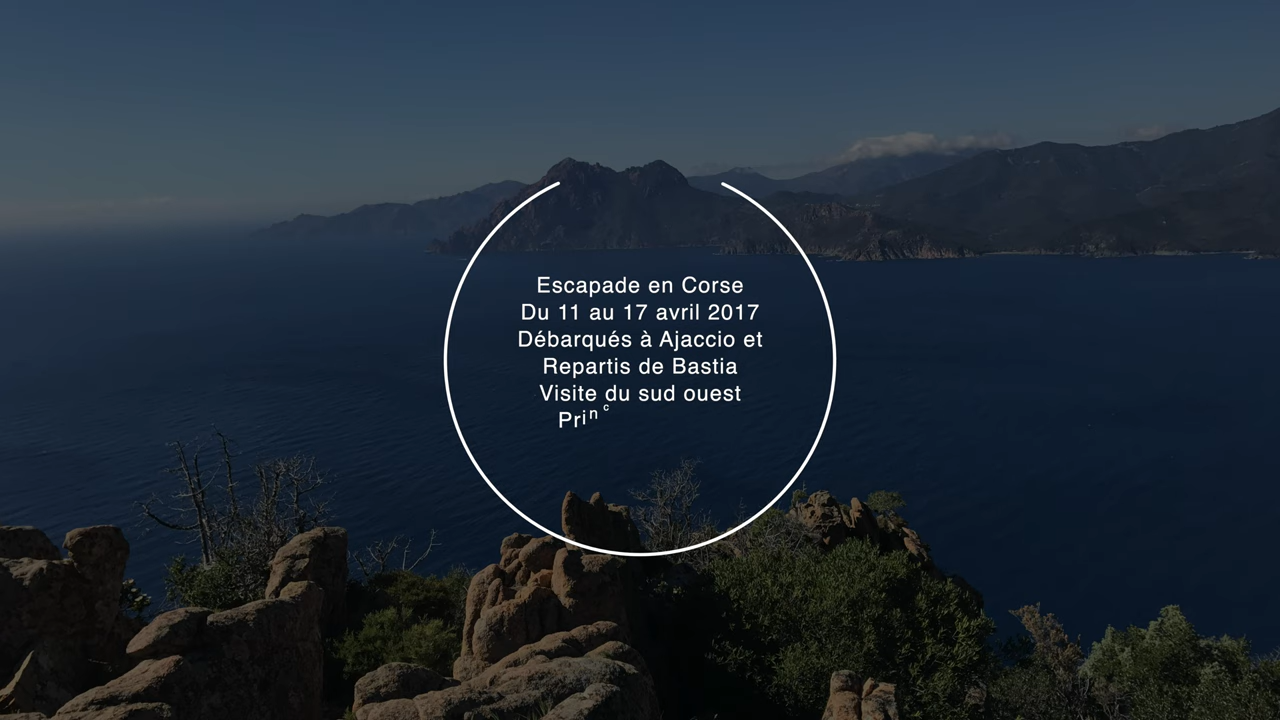 Escapade en Corse
Du 11 au 17 avril 2017
Débarqués à Ajaccio et
Repartis de Bastia
Visite du sud ouest
Princ